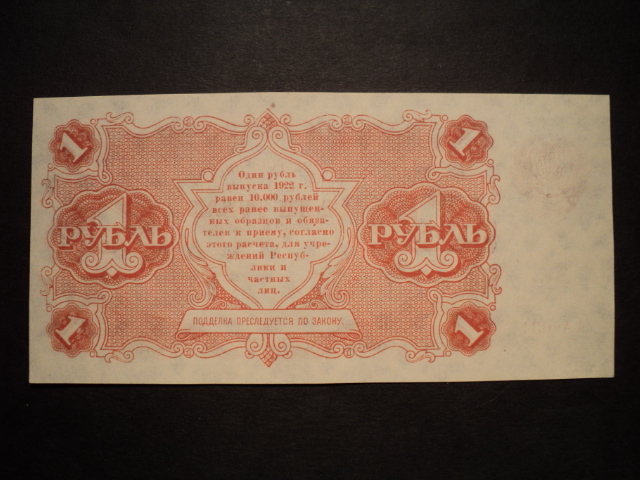 1
1
Один рубль
выпуска 1922 г.
равен 10.000 рублей
всех ранее выпущен-
ных образцов и обяза-
телен к приёму, согласно
этого расчета, для учре-
ждений Респуб-
лики и
частных
лиц.
1 РУБЛЬ
1 РУБЛЬ
ПОДДЕЛКА ПРЕСЛЕДУЕТСЯ ПО ЗАКОНУ.
1
1